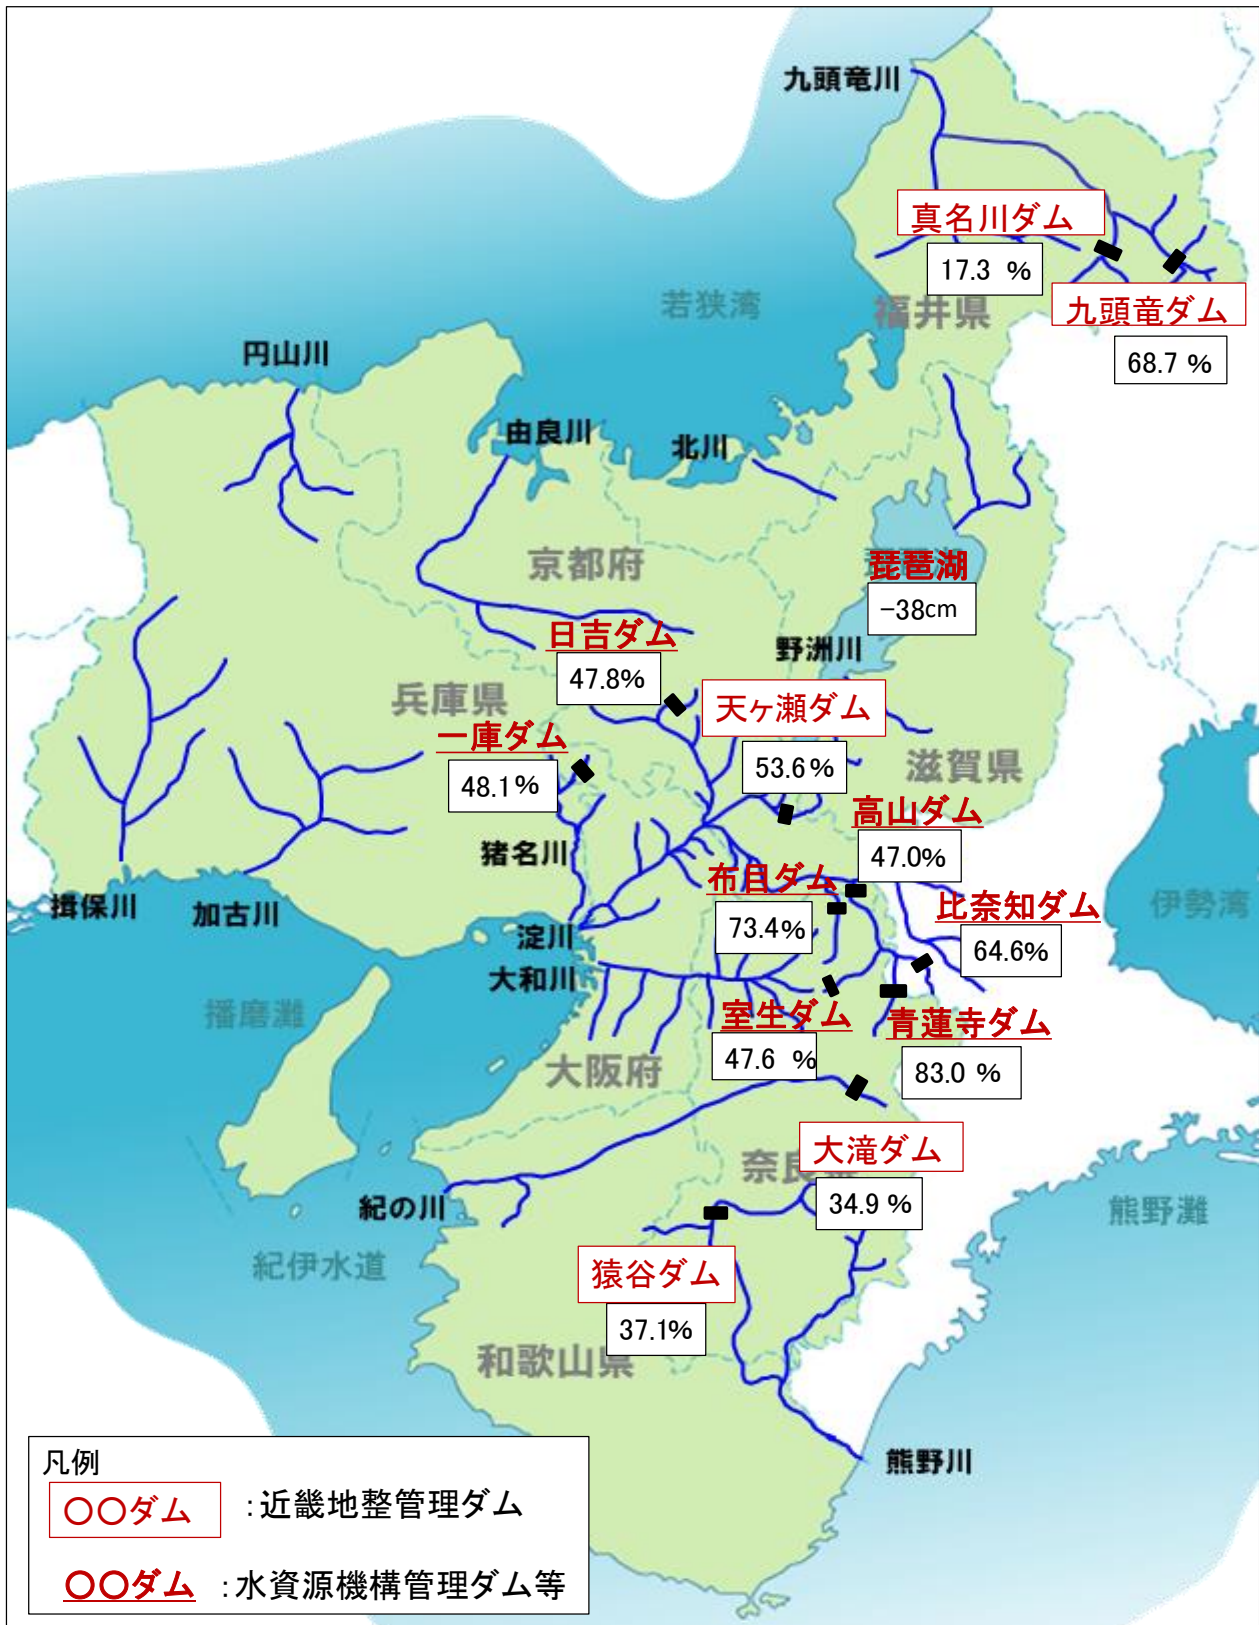 九頭竜川
真名川ダム
17.3 %
九頭竜ダム
68.7 %
若狭湾
福井県
円山川
由良川
北川
京都府
琵琶湖
-38cm
日吉ダム
47.8%
野洲川
兵庫県
天ヶ瀬ダム
53.6%
一庫ダム
48.1%
滋賀県
高山ダム
47.0%
猪名川
布目ダム
73.4%
比奈知ダム
64.6%
揖保川
加古川
淀川
大和川
伊勢湾
播磨灘
室生ダム
47.6 %
青蓮寺ダム
83.0 %
大阪府
大滝ダム
34.9 %
奈良県
紀の川
熊野灘
紀伊水道
猿谷ダム
37.1%
和歌山県
熊野川
凡例
〇〇ダム :近畿地整管理ダム
〇〇ダム :水資源機構管理ダム等